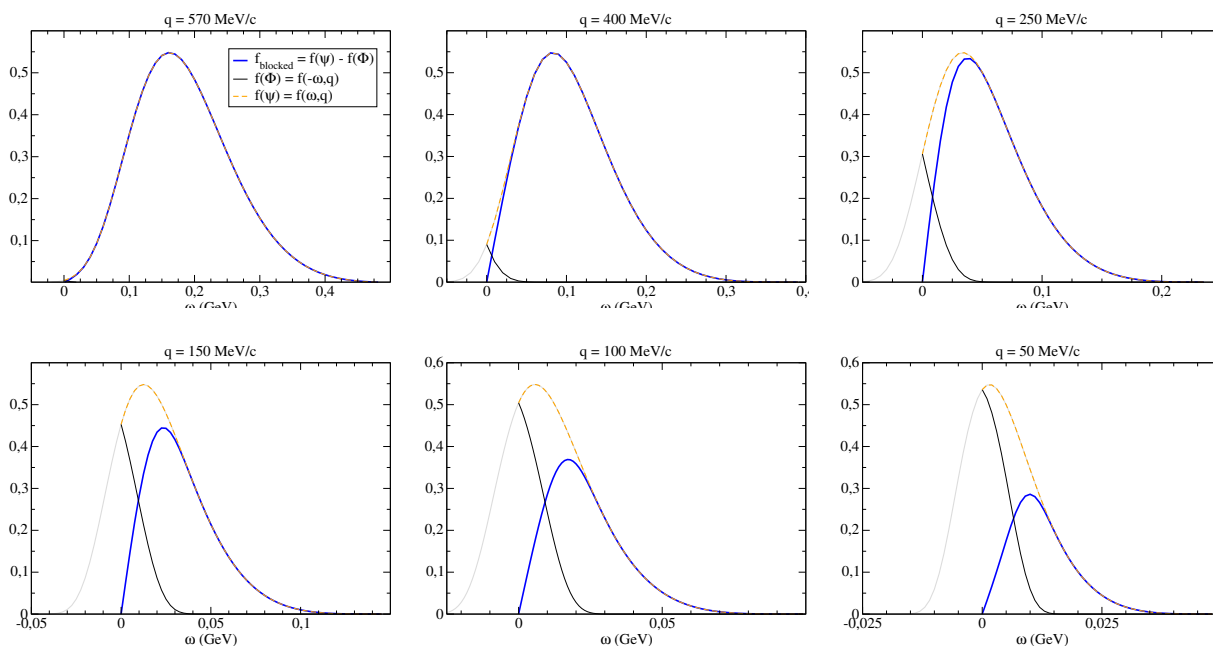 q = 570 MeV/c
q = 400 MeV/c
q = 250 MeV/c
f_blocked = f(ψ) - f(Φ)
f(Φ) = f(-ω,q)
f(ψ) = f(ω,q)
0,5
0,4
0,3
0,2
0,1
0 0,1 0,2 0,3 0,4
ω (GeV)
0,5
0,4
0,3
0,2
0,1
0 0,1 0,2 0,3
ω (GeV)
0,5
0,4
0,3
0,2
0,1
0 0,1 0,2
ω (GeV)
q = 150 MeV/c
q = 100 MeV/c
q = 50 MeV/c
0,5
0,4
0,3
0,2
0,1
0
-0,05 0 0,05 0,1
ω (GeV)
0,6
0,5
0,4
0,3
0,2
0,1
0
0 0,05
ω (GeV)
0,6
0,5
0,4
0,3
0,2
0,1
0
-0,025 0 0,025
ω (GeV)